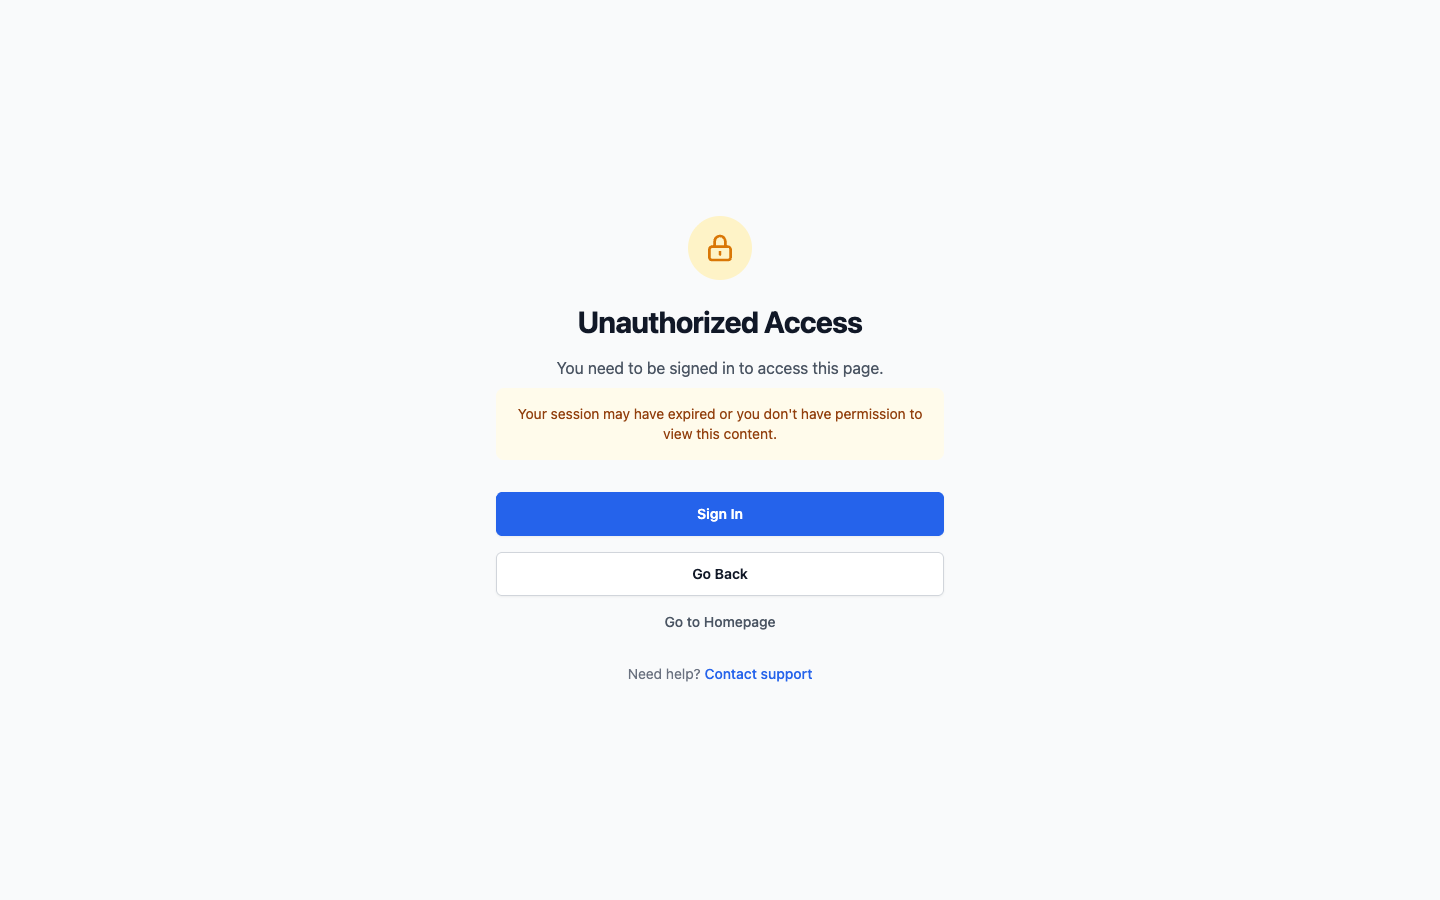 Unauthorized Access
You need to be signed in to access this page.
Your session may have expired or you don't have permission to
view this content.
Sign In
Go Back
Go to Homepage
Need help? Contact support